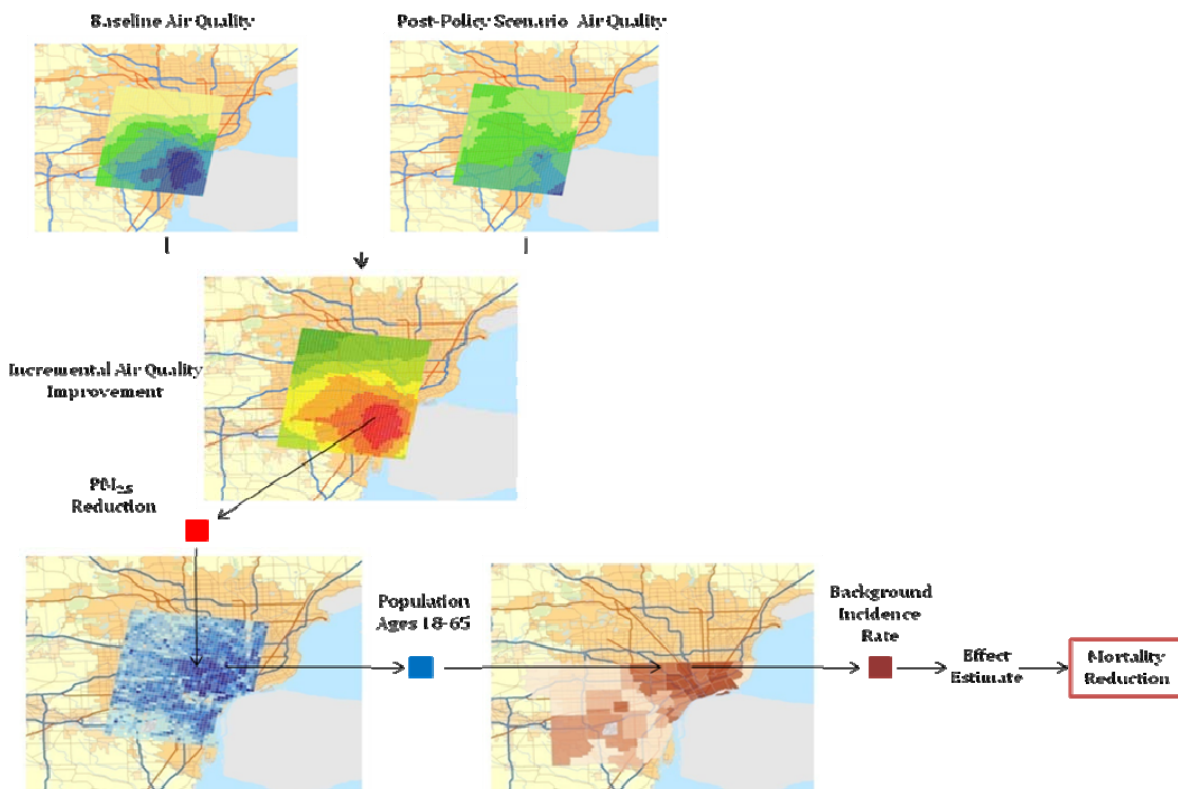 Baseline Air Quality
Post-Policy Scenario Air Quality
Incremental Air Quality
Improvement
PM2.5
Reduction
Population
Ages 18-65
Background
Incidence
Rate
Effect
Estimate
Mortality
Reduction